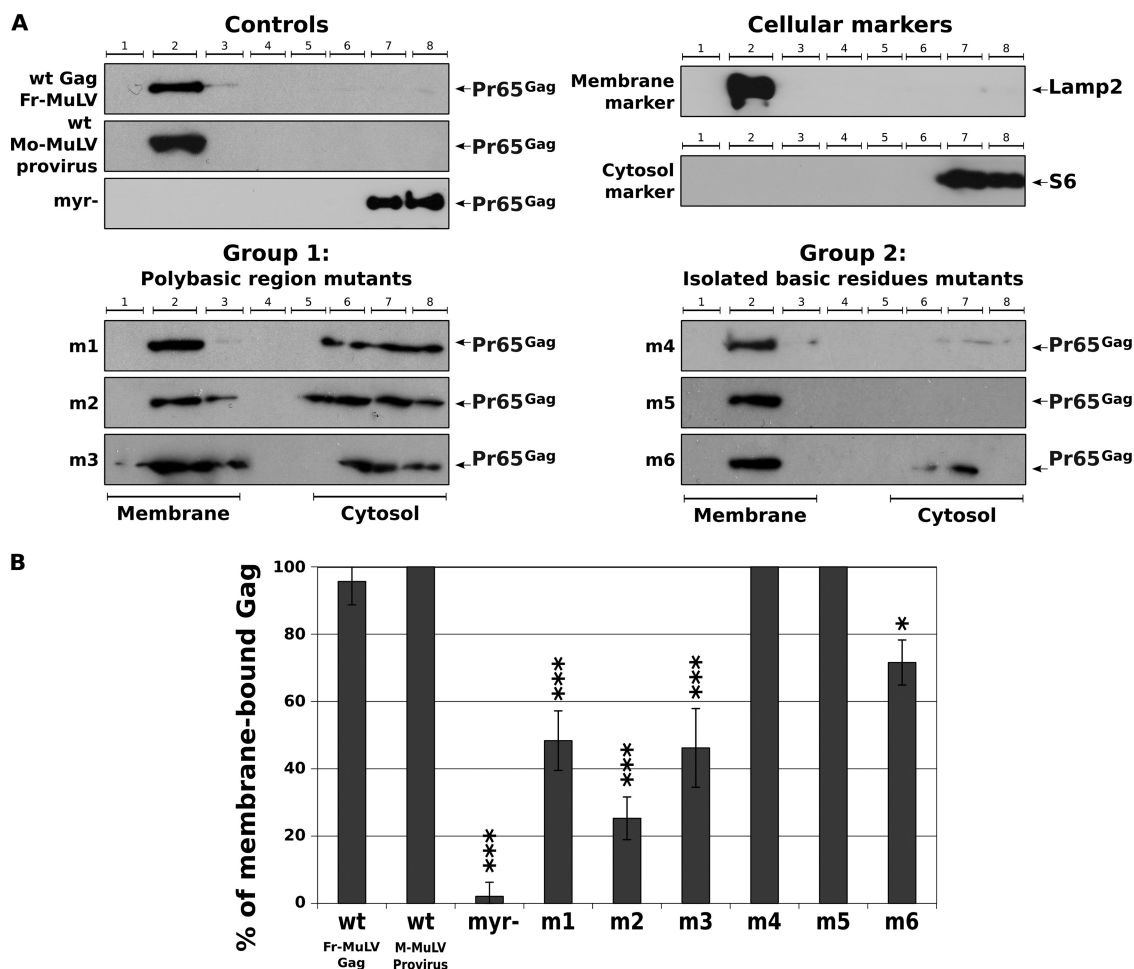 A
Controls
1 2 3 4 5 6 7 8
wt Gag
Fr-MuLV
Pr65Gag
wt
Mo-MuLV
provirus
Pr65Gag
myr-
Pr65Gag
Cellular markers
1 2 3 4 5 6 7 8
Membrane
marker
Lamp2
1 2 3 4 5 6 7 8
Cytosol
marker
S6
Group 1:
Polybasic region mutants
1 2 3 4 5 6 7 8
m1 Pr65Gag
m2 Pr65Gag
m3 Pr65Gag
Membrane Cytosol
Group 2:
Isolated basic residues mutants
1 2 3 4 5 6 7 8
m4 Pr65Gag
m5 Pr65Gag
m6 Pr65Gag
Membrane Cytosol
B
% of membrane-bound Gag
100
80
60
40
20
0
*** *** *** *** *
wt wt myr- m1 m2 m3 m4 m5 m6
Fr-MuLV M-MuLV
Gag Provirus